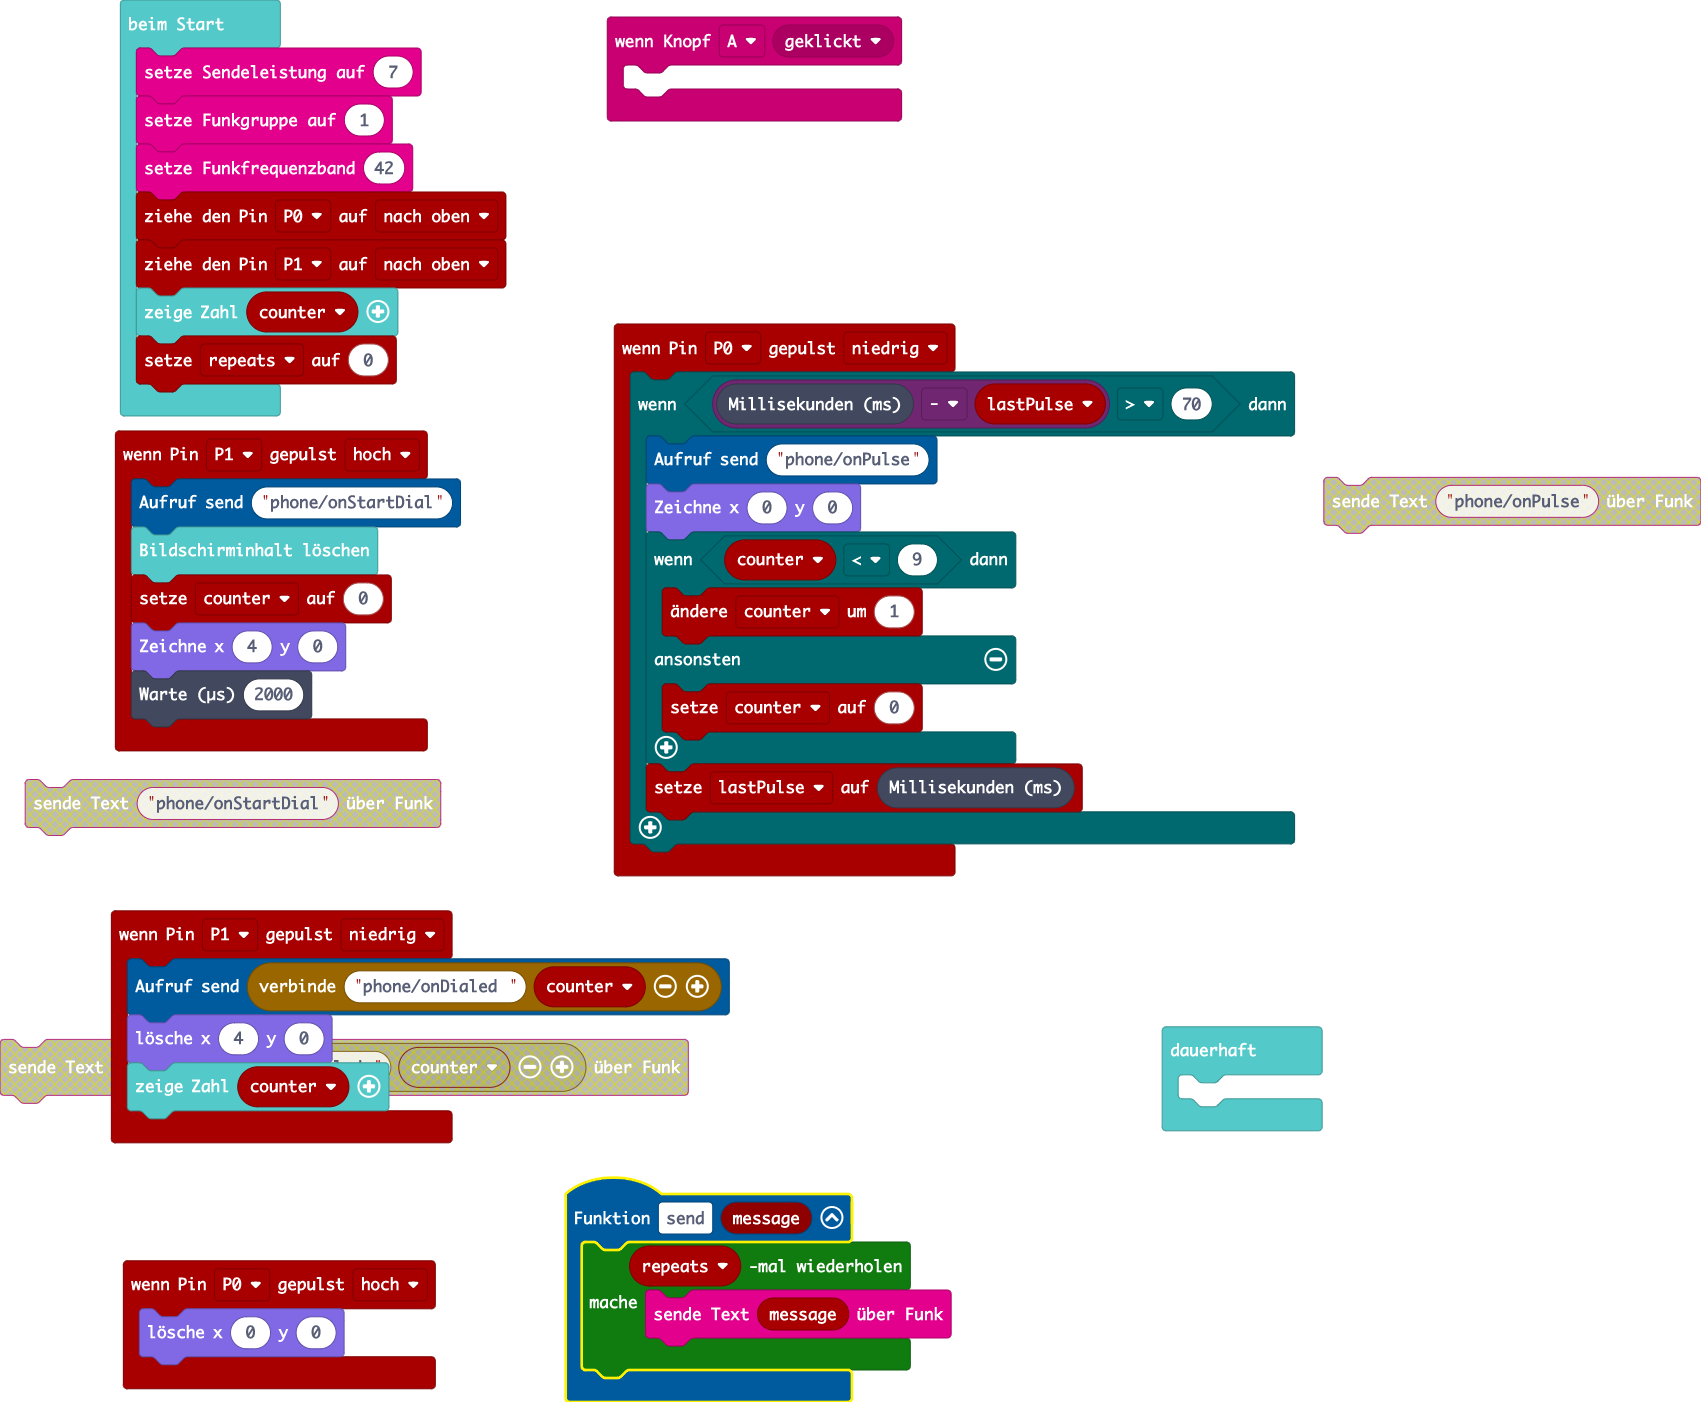 beim Start
setze Sendeleistung auf 7
setze Funkgruppe auf 1
setze Funkfrequenzband 42
ziehe den Pin P0 auf nach oben
ziehe den Pin P1 auf nach oben
zeige Zahl counter
setze repeats auf 0
wenn Knopf A geklickt
wenn Pin P1 gepulst hoch
Aufruf send "phone/onStartDial"
Bildschirminhalt löschen
setze counter auf 0
Zeichne x 4 y 0
Warte (µs) 2000
sende Text "phone/onStartDial" über Funk
wenn Pin P0 gepulst niedrig
wenn Millisekunden (ms) - lastPulse > 70 dann
Aufruf send "phone/onPulse"
Zeichne x 0 y 0
wenn counter < 9 dann
ändere counter um 1
ansonsten
setze counter auf 0
setze lastPulse auf Millisekunden (ms)
sende Text "phone/onPulse" über Funk
wenn Pin P1 gepulst niedrig
Aufruf send verbinde "phone/onDialed " counter
lösche x 4 y 0
sende Text counter über Funk
zeige Zahl counter
dauerhaft
wenn Pin P0 gepulst hoch
lösche x 0 y 0
Funktion send message
repeats -mal wiederholen
mache
sende Text message über Funk